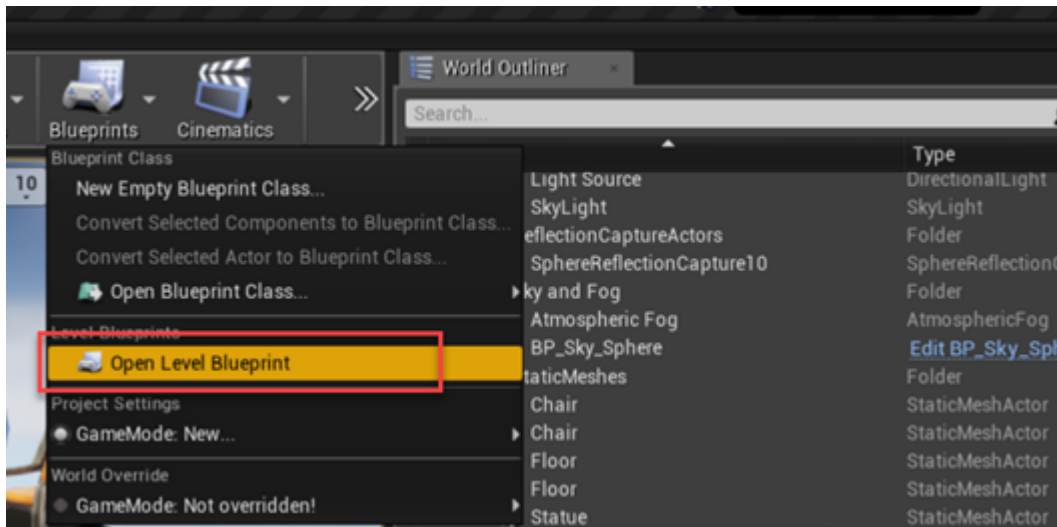 World Outliner
Search...
Blueprints
Cinematics
Type
10
Blueprint Class
New Empty Blueprint Class...
Convert Selected Components to Blueprint Class...
Convert Selected Actor to Blueprint Class...
Open Blueprint Class...
Level Blueprints
Open Level Blueprint
Project Settings
GameMode: New...
World Override
GameMode: Not overridden!
Light Source DirectionalLight
SkyLight SkyLight
eflectionCaptureActors Folder
SphereReflectionCapture10 SphereReflection
ky and Fog Folder
Atmospheric Fog AtmosphericFog
BP_Sky_Sphere Edit BP_Sky_Sph
taticMeshes Folder
Chair StaticMeshActor
Chair StaticMeshActor
Floor StaticMeshActor
Floor StaticMeshActor
Statue StaticMeshActor